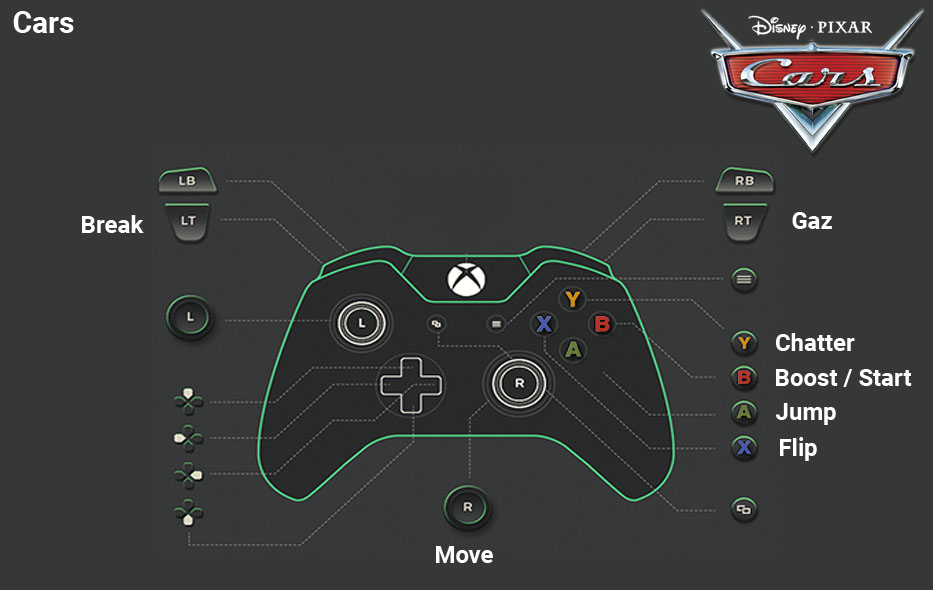 Cars
DISNEY · PIXAR
Cars
LB
RB
Break
LT
RT
Gaz
L
L
Y
X
B
A
R
Y Chatter
B Boost / Start
A Jump
X Flip
R
Move